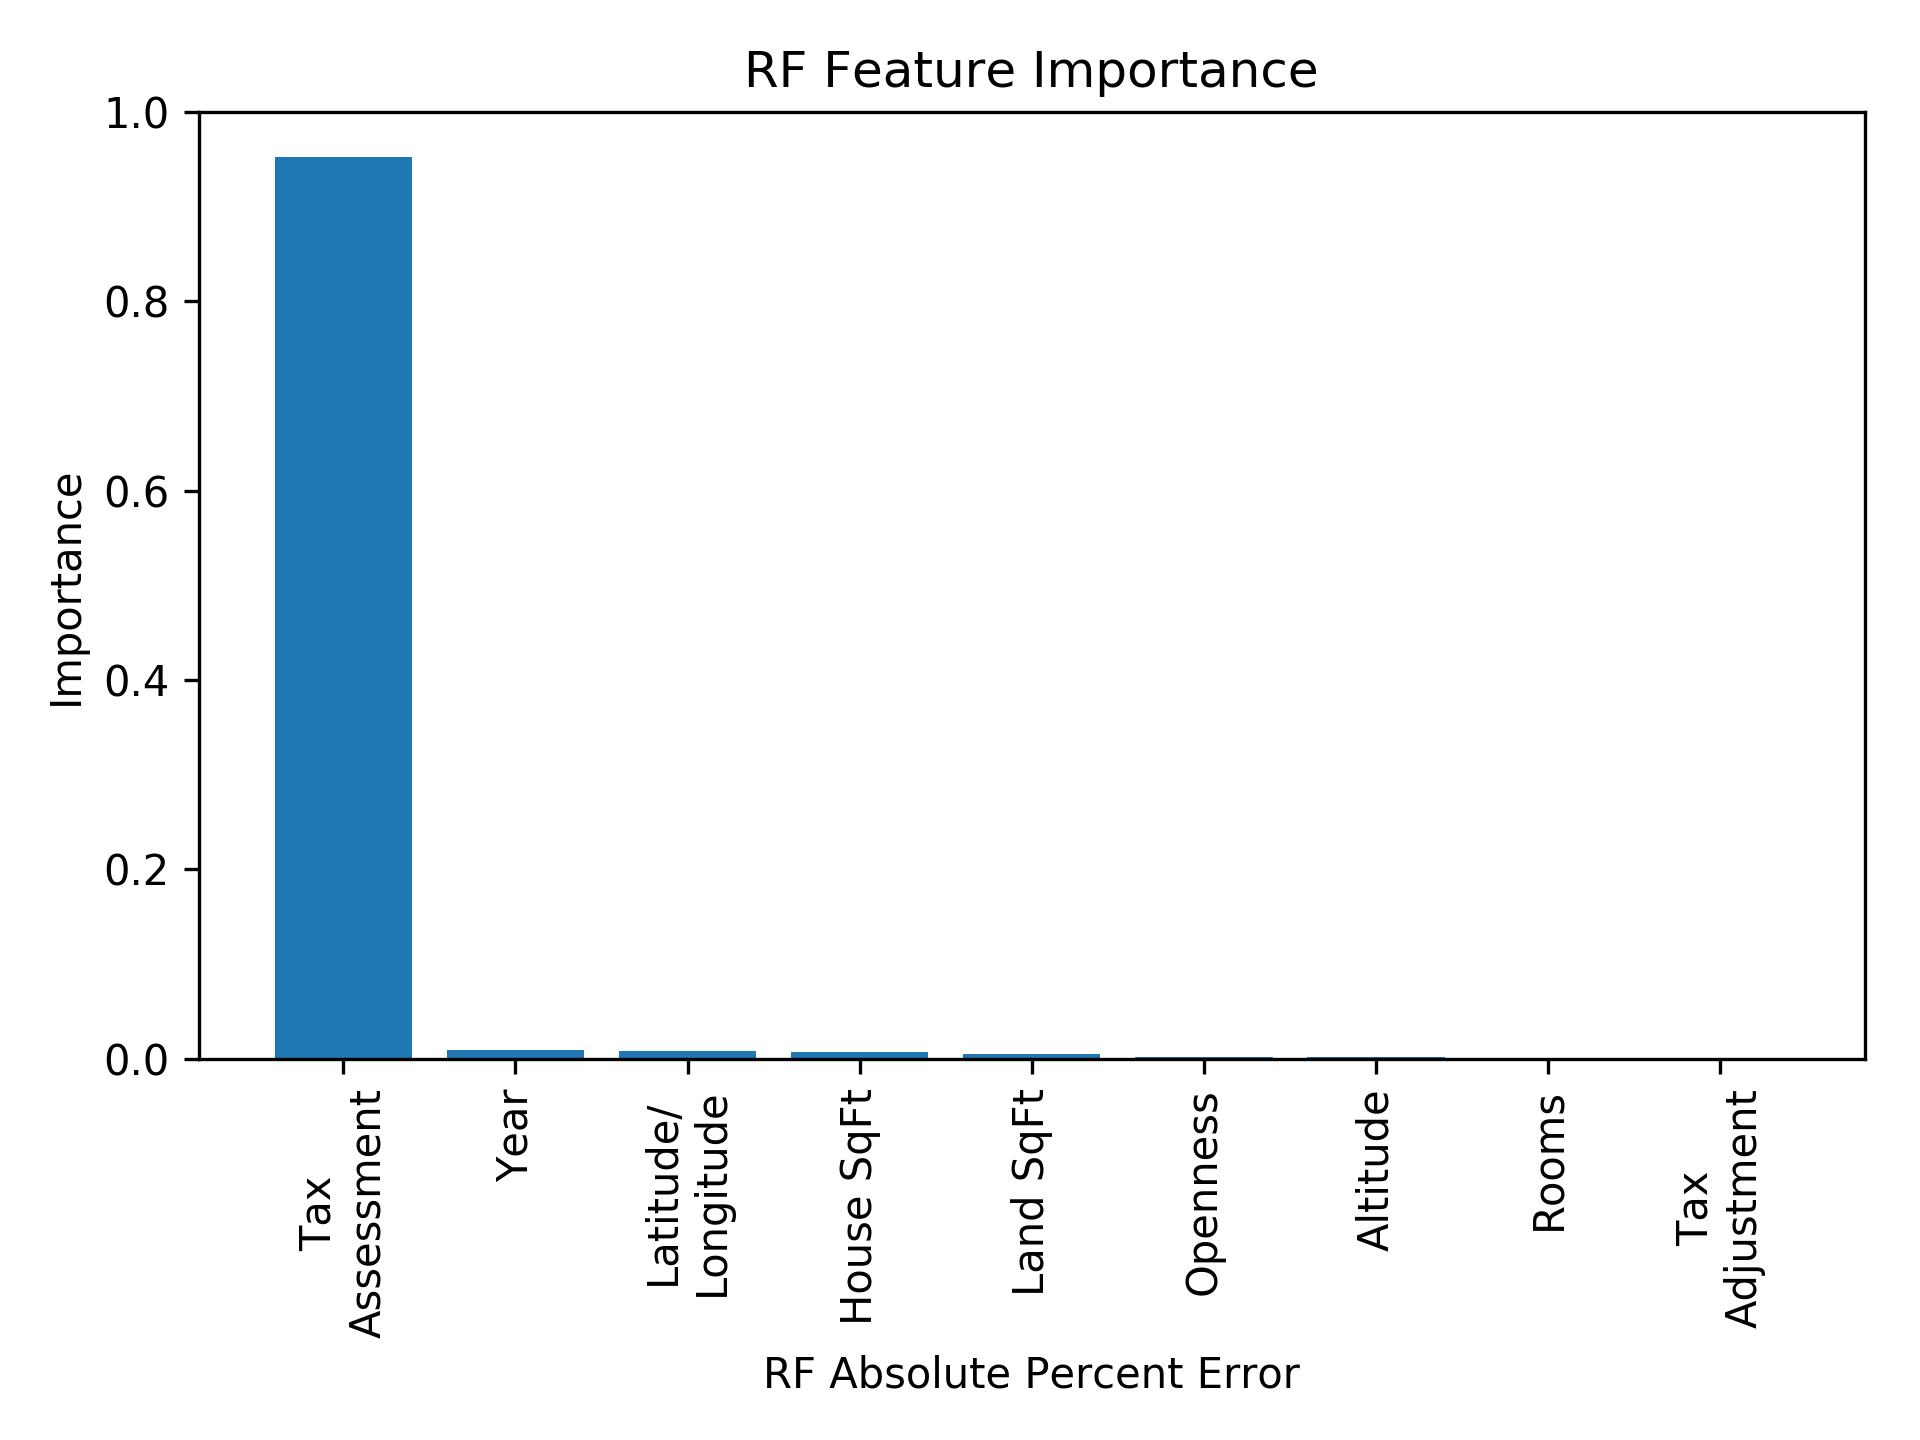 RF Feature Importance
1.0
0.8
0.6
0.4
0.2
0.0
Importance
Tax
Assessment
Year
Latitude/
Longitude
House SqFt
Land SqFt
Openness
Altitude
Rooms
Tax
Adjustment
RF Absolute Percent Error